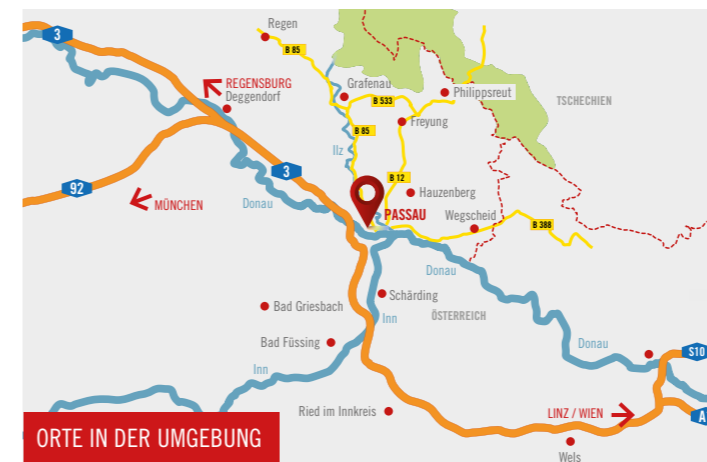 Regen
3
B 85
REGENSBURG
Deggendorf
Grafenau
B 533
Philippsreut
TSCHECHIEN
B 85
Freyung
Ilz
3
B 12
92
MÜNCHEN
Donau
Hauzenberg
PASSAU
Wegscheid
B 388
Donau
Schärding
Bad Griesbach
Inn
ÖSTERREICH
Bad Füssing
Donau
S10
Inn
Ried im Innkreis
LINZ / WIEN
A
ORTE IN DER UMGEBUNG
Wels